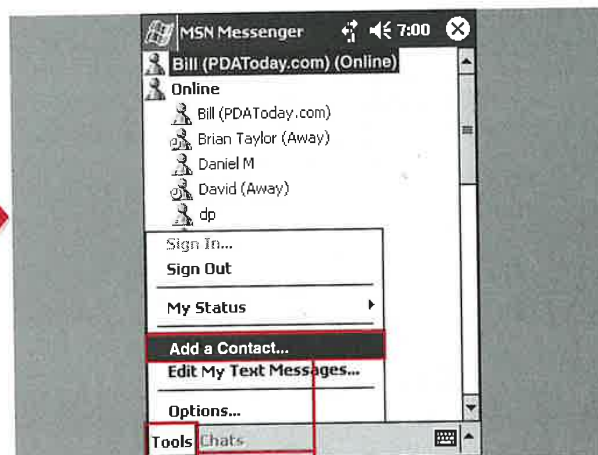 MSN Messenger 7:00
Bill (PDAToday.com) (Online)
Online
Bill (PDAToday.com)
Brian Taylor (Away)
Daniel M
David (Away)
dp
Sign In...
Sign Out
My Status
Add a Contact...
Edit My Text Messages...
Options...
Tools Chats